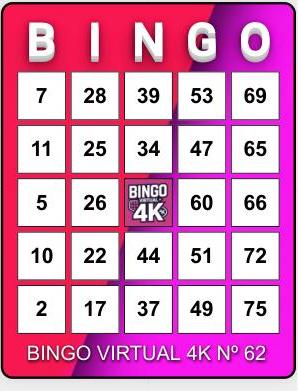 BINGO
7 28 39 53 69
11 25 34 47 65
5 26 BINGO VIRTUAL 4K 60 66
10 22 44 51 72
2 17 37 49 75
BINGO VIRTUAL 4K Nº 62